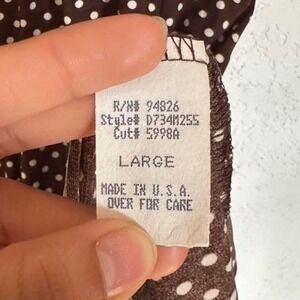 R/N# 94826
Style# D734M255
Cut# 5998A
LARGE
MADE IN U.S.A.
OVER FOR CARE